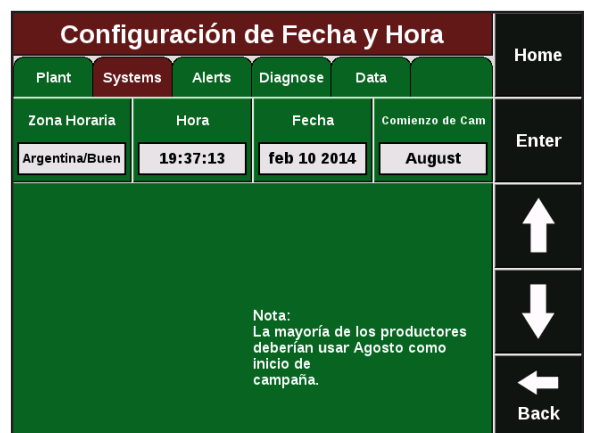 Configuración de Fecha y Hora
Home
Plant Systems Alerts Diagnose Data
Zona Horaria Hora Fecha Comienzo de Cam
Enter
Argentina/Buen 19:37:13 feb 10 2014 August
Nota:
La mayoría de los productores
deberían usar Agosto como
inicio de
campaña.
Back